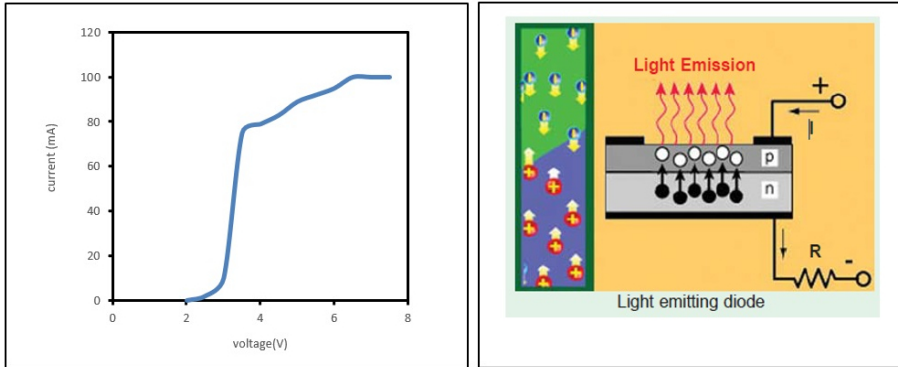 120
100
80
60
40
20
0
current (mA)
0
2
4
6
8
voltage(V)
Light Emission
+
I
p
n
R
-
Light emitting diode